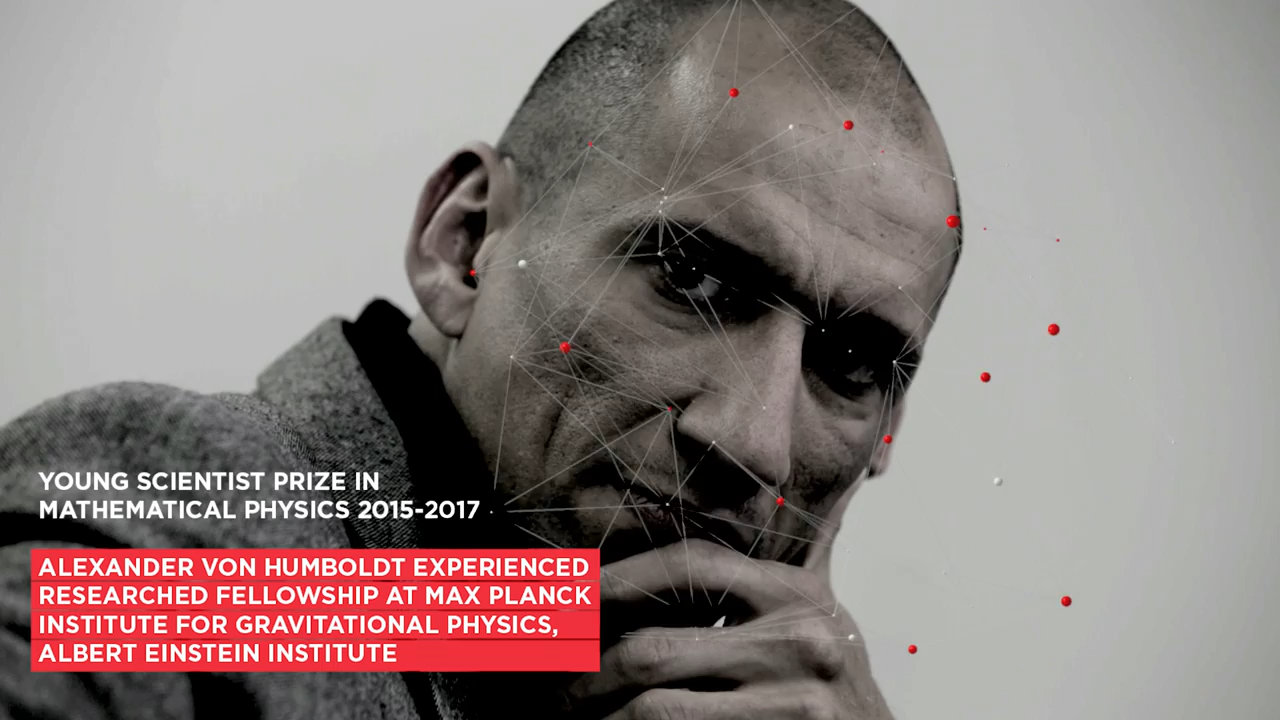 YOUNG SCIENTIST PRIZE IN
MATHEMATICAL PHYSICS 2015-2017
ALEXANDER VON HUMBOLDT EXPERIENCED
RESEARCHED FELLOWSHIP AT MAX PLANCK
INSTITUTE FOR GRAVITATIONAL PHYSICS,
ALBERT EINSTEIN INSTITUTE